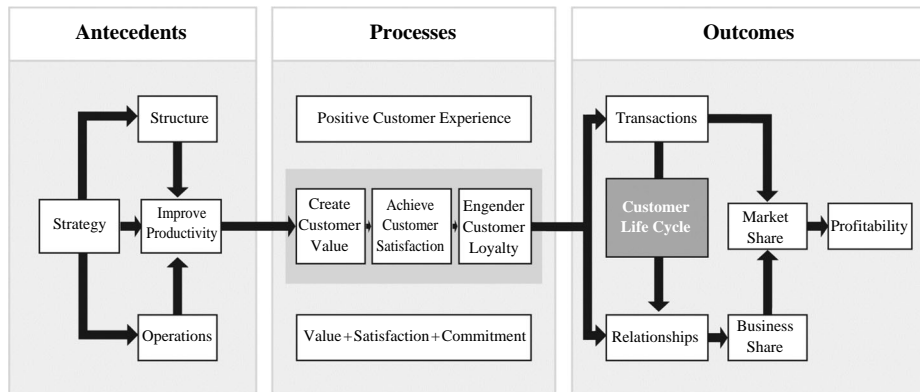 Antecedents
Structure
Strategy
Improve
Productivity
Operations
Processes
Positive Customer Experience
Create
Customer
Value
Achieve
Customer
Satisfaction
Engender
Customer
Loyalty
Value+Satisfaction+Commitment
Outcomes
Transactions
Customer
Life Cycle
Market
Share
Profitability
Relationships
Business
Share